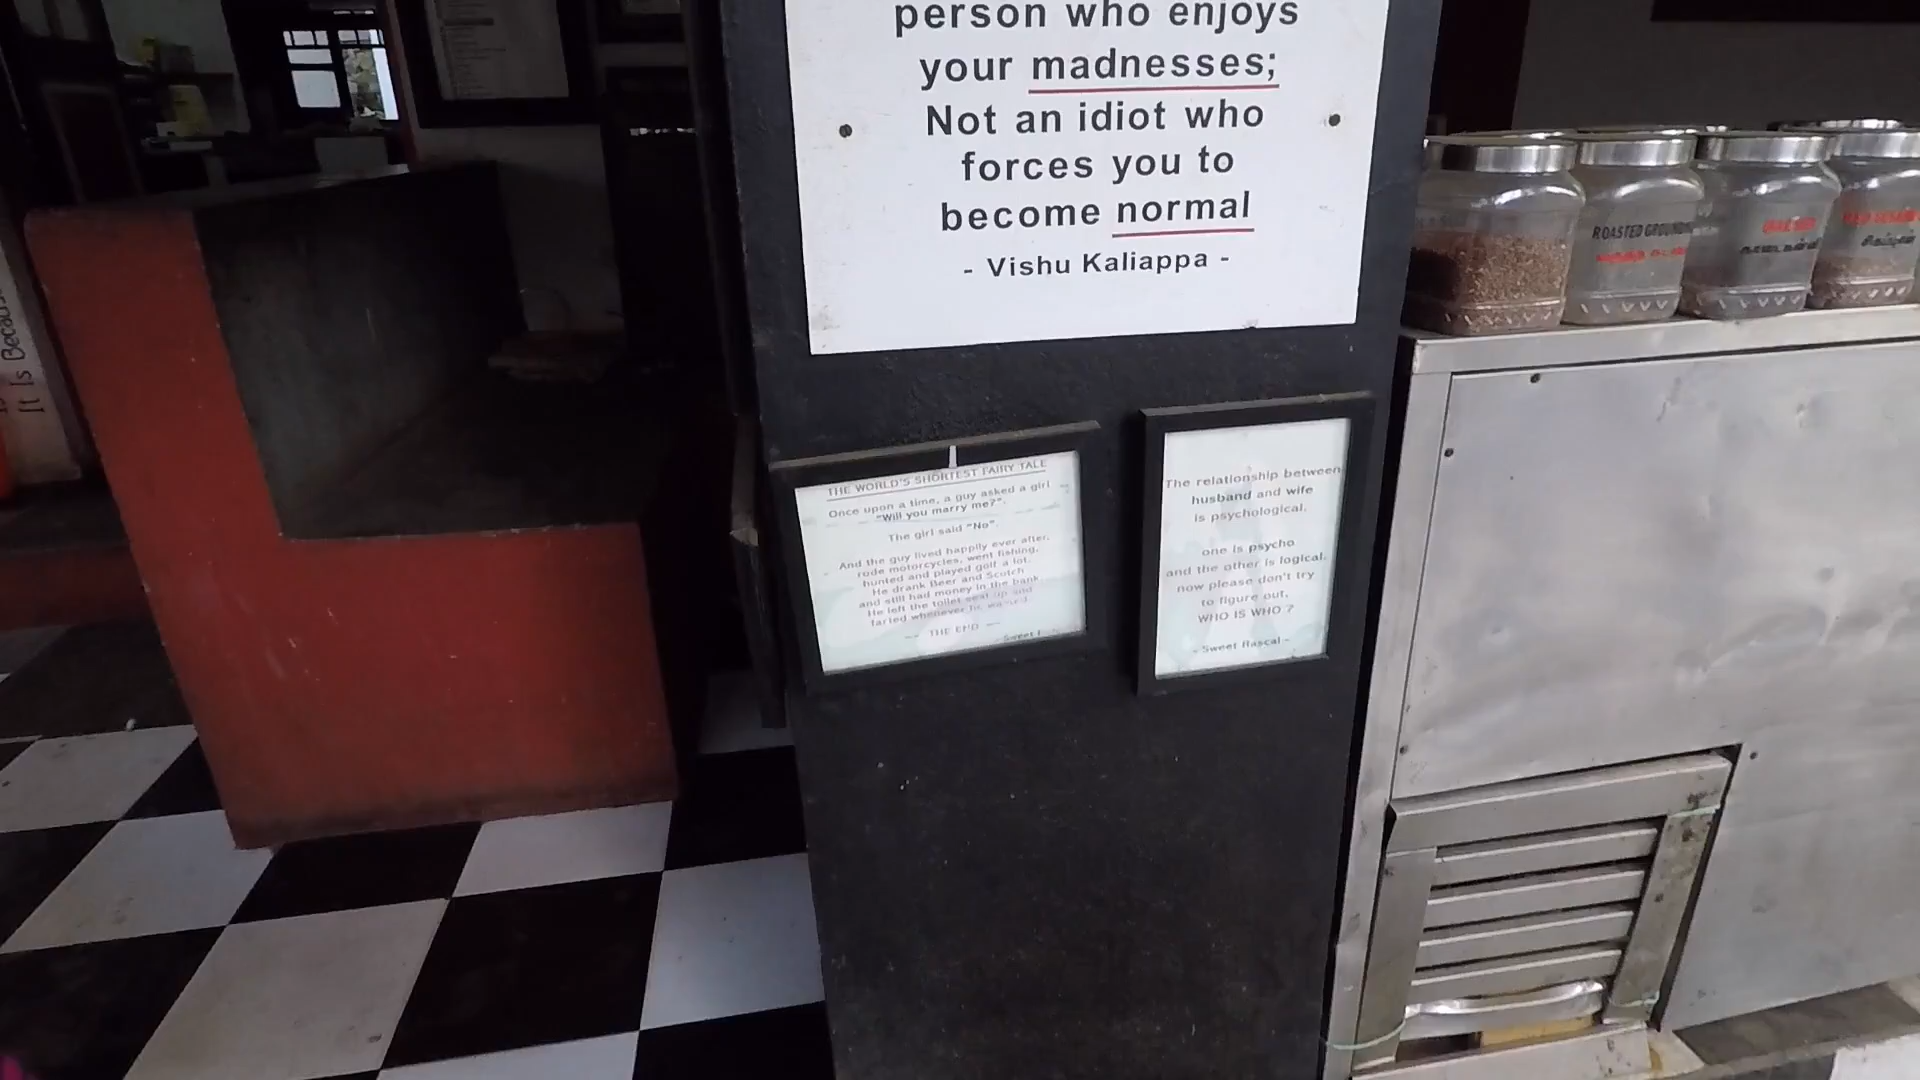 person who enjoys
your madnesses;
Not an idiot who
forces you to
become normal
- Vishu Kaliappa -
THE WORLD'S SHORTEST FAIRY TALE
Once upon a time, a guy asked a girl
"Will you marry me?".
The girl said "No".
And the guy lived happily ever after,
rode motorcycles, went fishing,
hunted and played golf a lot.
He drank Beer and Scotch
and still had money in the bank
He left the toilet seat up and
farted whenever he wanted.
THE END
- Sweet
The relationship between
husband and wife
is psychological.
one is psycho
and the other is logical.
now please don't try
to figure out,
WHO IS WHO ?
- Sweet Rascal -
ROASTED
It Is Because